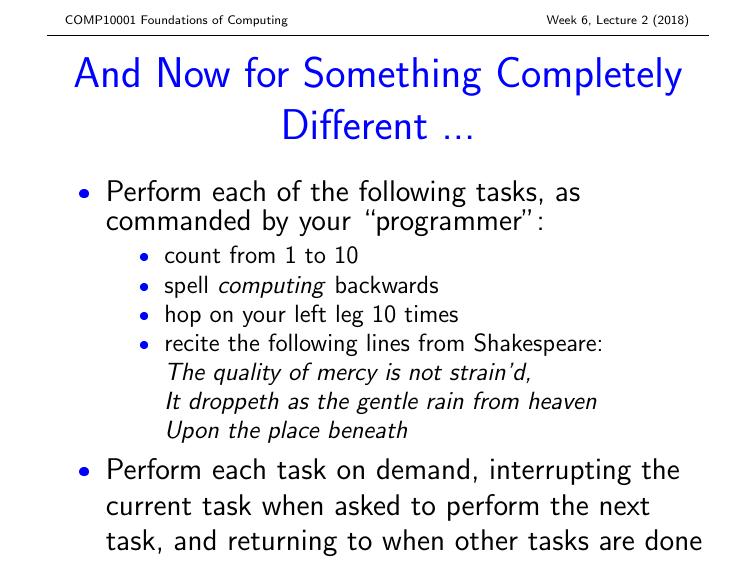 COMP10001 Foundations of Computing Week 6, Lecture 2 (2018)
And Now for Something Completely
Different ...
• Perform each of the following tasks, as
commanded by your “programmer”:
• count from 1 to 10
• spell computing backwards
• hop on your left leg 10 times
• recite the following lines from Shakespeare:
The quality of mercy is not strain'd,
It droppeth as the gentle rain from heaven
Upon the place beneath
• Perform each task on demand, interrupting the
current task when asked to perform the next
task, and returning to when other tasks are done